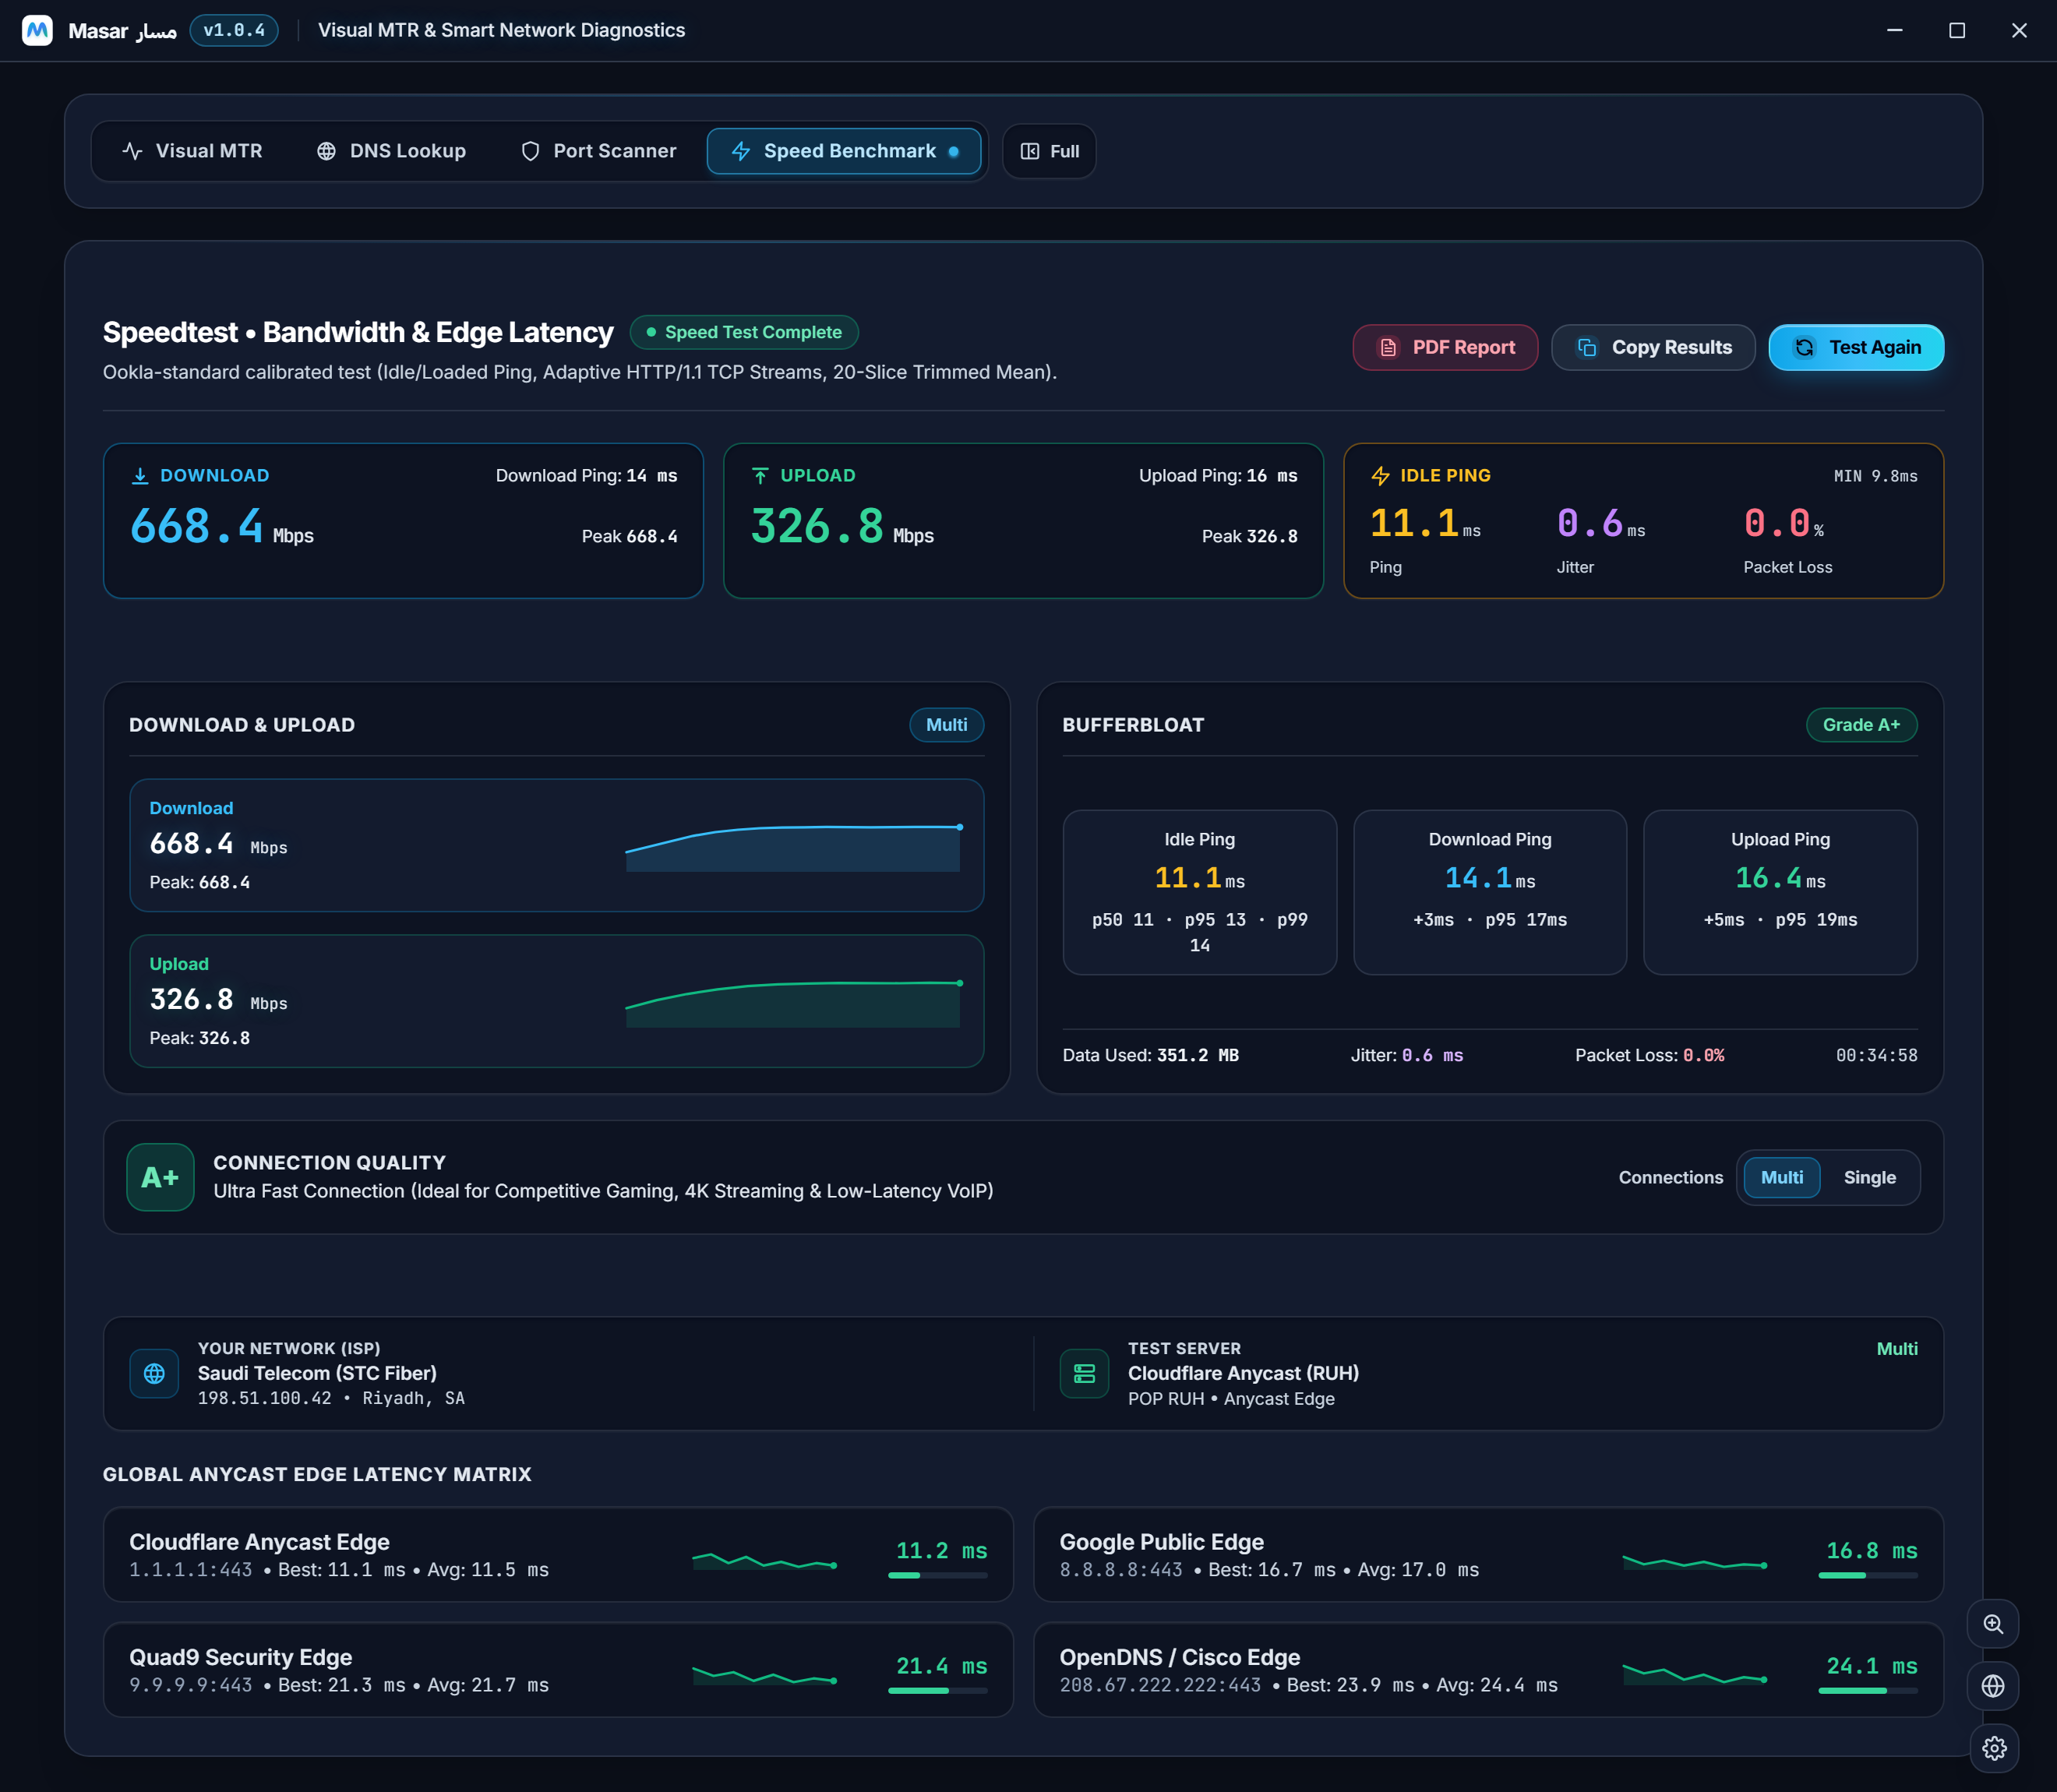 Masar مسار v1.0.4 Visual MTR & Smart Network Diagnostics
Visual MTR DNS Lookup Port Scanner Speed Benchmark Full
Speedtest • Bandwidth & Edge Latency Speed Test Complete
Ookla-standard calibrated test (Idle/Loaded Ping, Adaptive HTTP/1.1 TCP Streams, 20-Slice Trimmed Mean).
PDF Report Copy Results Test Again
DOWNLOAD Download Ping: 14 ms
668.4 Mbps Peak 668.4
UPLOAD Upload Ping: 16 ms
326.8 Mbps Peak 326.8
IDLE PING MIN 9.8ms
11.1 ms 0.6 ms 0.0 %
Ping Jitter Packet Loss
DOWNLOAD & UPLOAD Multi
Download
668.4 Mbps
Peak: 668.4
Upload
326.8 Mbps
Peak: 326.8
BUFFERBLOAT Grade A+
Idle Ping
11.1 ms
p50 11 · p95 13 · p99
14
Download Ping
14.1 ms
+3ms · p95 17ms
Upload Ping
16.4 ms
+5ms · p95 19ms
Data Used: 351.2 MB Jitter: 0.6 ms Packet Loss: 0.0% 00:34:58
A+
CONNECTION QUALITY
Ultra Fast Connection (Ideal for Competitive Gaming, 4K Streaming & Low-Latency VoIP)
Connections Multi Single
YOUR NETWORK (ISP)
Saudi Telecom (STC Fiber)
198.51.100.42 • Riyadh, SA
TEST SERVER Multi
Cloudflare Anycast (RUH)
POP RUH • Anycast Edge
GLOBAL ANYCAST EDGE LATENCY MATRIX
Cloudflare Anycast Edge
1.1.1.1:443 • Best: 11.1 ms • Avg: 11.5 ms
11.2 ms
Google Public Edge
8.8.8.8:443 • Best: 16.7 ms • Avg: 17.0 ms
16.8 ms
Quad9 Security Edge
9.9.9.9:443 • Best: 21.3 ms • Avg: 21.7 ms
21.4 ms
OpenDNS / Cisco Edge
208.67.222.222:443 • Best: 23.9 ms • Avg: 24.4 ms
24.1 ms